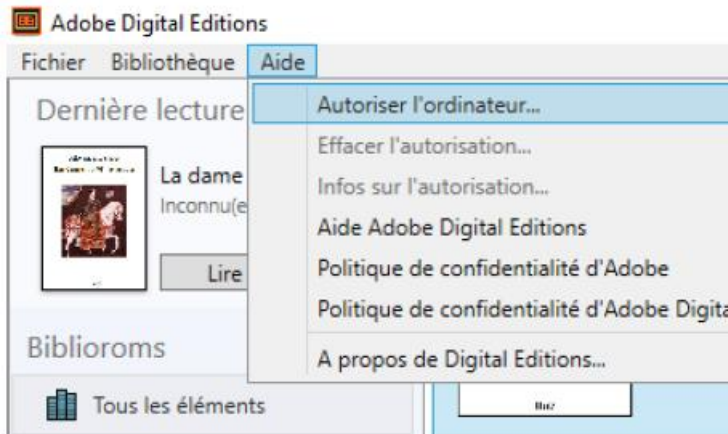 Adobe Digital Editions
Fichier Bibliothèque Aide
Dernière lecture
Autoriser l'ordinateur...
Effacer l'autorisation...
Infos sur l'autorisation...
Aide Adobe Digital Editions
Politique de confidentialité d'Adobe
Politique de confidentialité d'Adobe Digita
A propos de Digital Editions...
La dame
Inconnu(e
Lire
Biblioroms
Tous les éléments